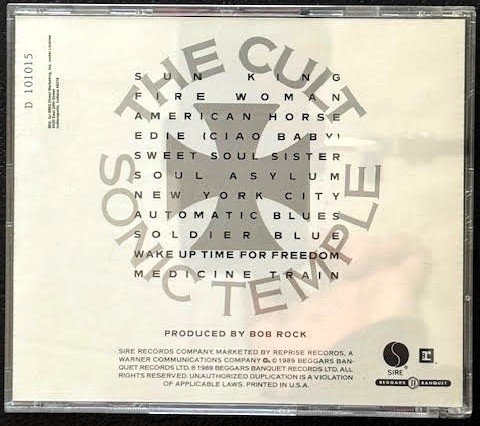 THE CULT
SUN KING
FIRE WOMAN
AMERICAN HORSE
EDIE (CIAO BABY)
SWEET SOUL SISTER
SOUL ASYLUM
NEW YORK CITY
AUTOMATIC BLUES
SOLDIER BLUE
WAKE UP TIME FOR FREEDOM
MEDICINE TRAIN
SONIC TEMPLE
PRODUCED BY BOB ROCK
SIRE RECORDS COMPANY, MARKETED BY REPRISE RECORDS, A
WARNER COMMUNICATIONS COMPANY ℗, © 1989 BEGGARS BAN-
QUET RECORDS LTD. ℗ 1989 BEGGARS BANQUET RECORDS LTD. ALL
RIGHTS RESERVED. UNAUTHORIZED DUPLICATION IS A VIOLATION
OF APPLICABLE LAWS. PRINTED IN U.S.A.
SIRE
BEGGARS BANQUET
D 101015